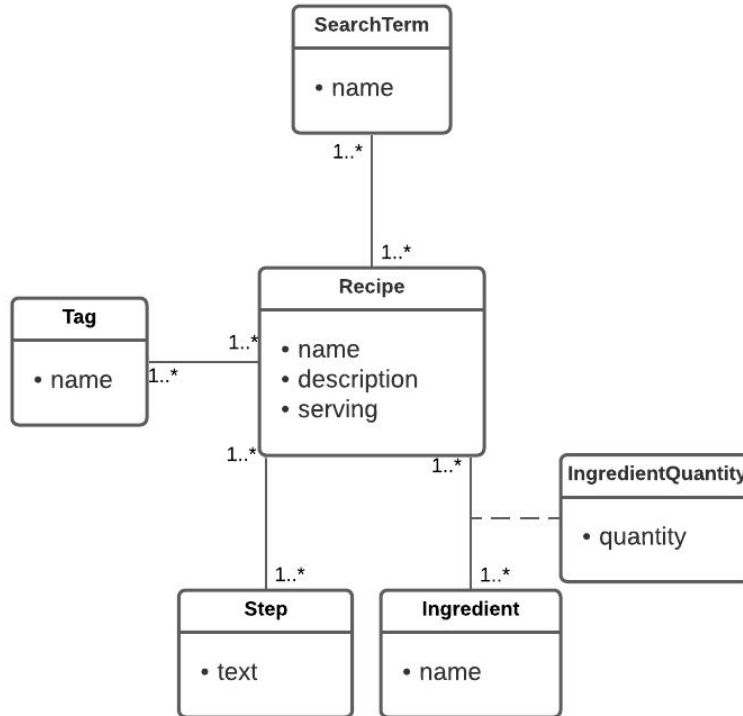 SearchTerm
• name
1..*
1..*
Recipe
• name
• description
• serving
Tag
• name
1..*
1..*
1..*
1..*
IngredientQuantity
• quantity
1..*
1..*
Step
• text
Ingredient
• name